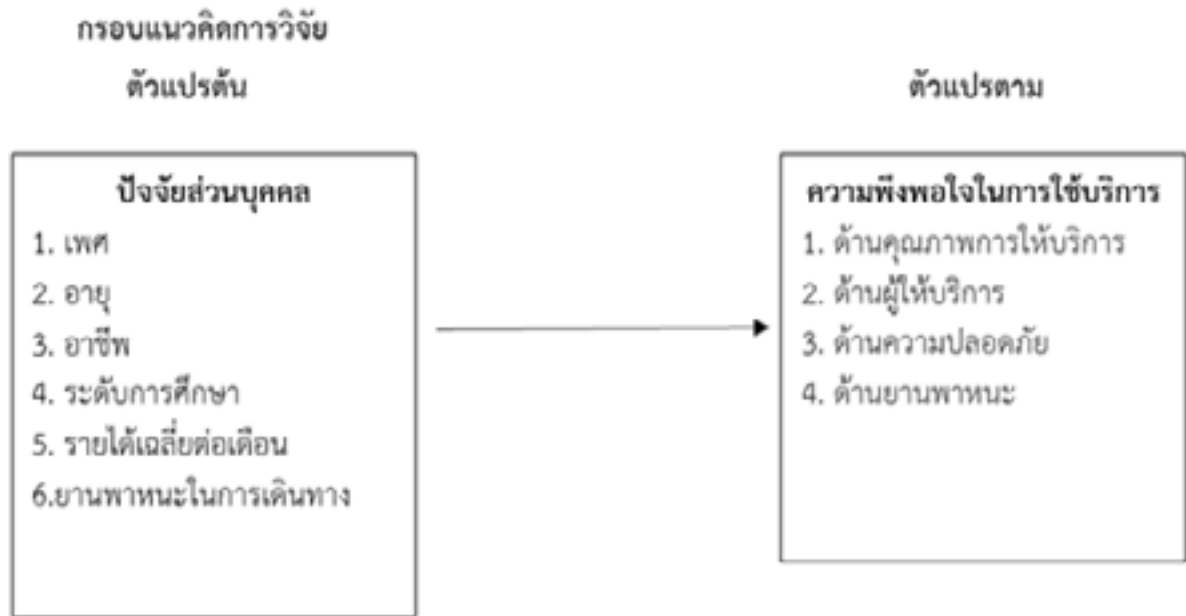 กรอบแนวคิดการวิจัย
ตัวแปรต้น
ตัวแปรตาม
ปัจจัยส่วนบุคคล
1. เพศ
2. อายุ
3. อาชีพ
4. ระดับการศึกษา
5. รายได้เฉลี่ยต่อเดือน
6.ยานพาหนะในการเดินทาง
ความพึงพอใจในการใช้บริการ
1. ด้านคุณภาพการให้บริการ
2. ด้านผู้ให้บริการ
3. ด้านความปลอดภัย
4. ด้านยานพาหนะ